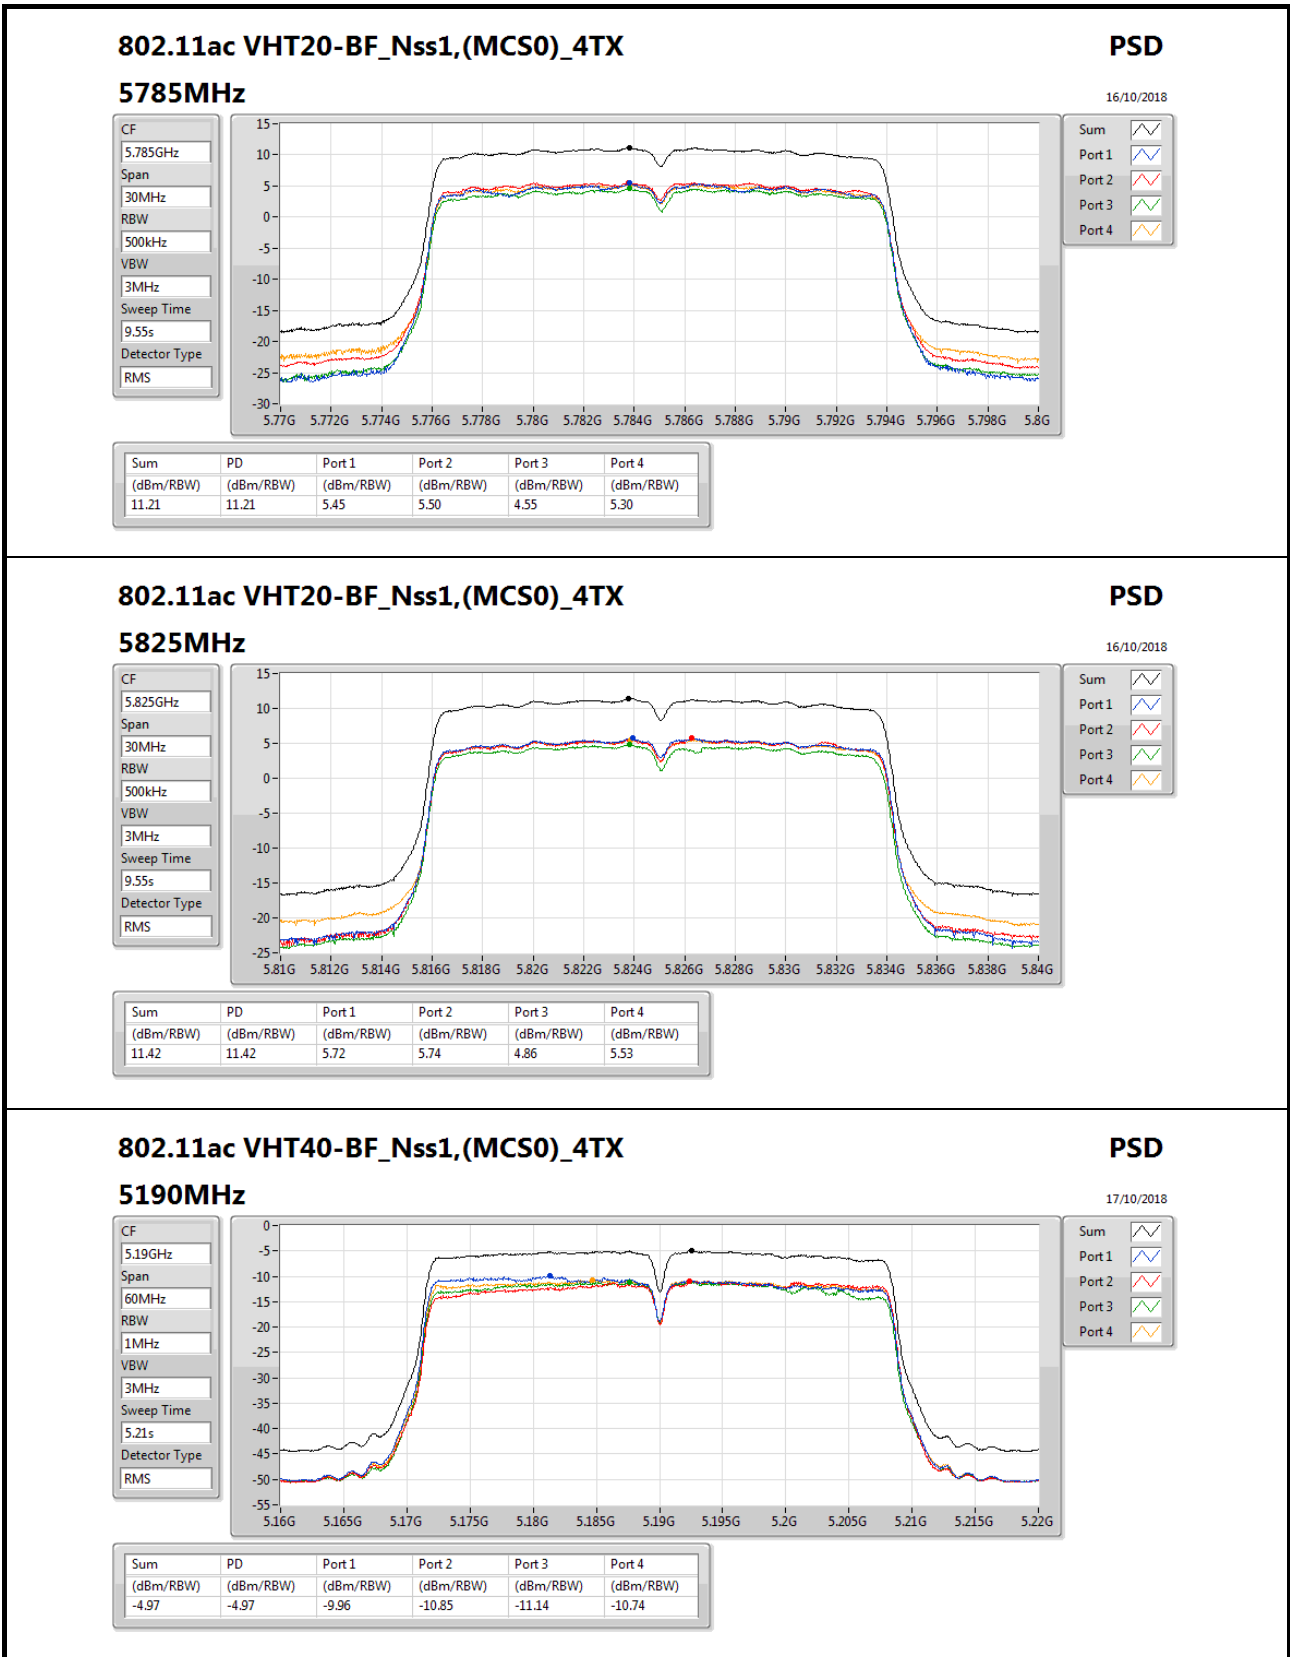 802.11ac VHT20-BF_Nss1,(MCS0)_4TX PSD
5785MHz 16/10/2018
CF
5.785GHz
Span
30MHz
RBW
500kHz
VBW
3MHz
Sweep Time
9.55s
Detector Type
RMS
15
10
5
0
-5
-10
-15
-20
-25
-30
5.77G 5.772G 5.774G 5.776G 5.778G 5.78G 5.782G 5.784G 5.786G 5.788G 5.79G 5.792G 5.794G 5.796G 5.798G 5.8G
Sum
Port 1
Port 2
Port 3
Port 4
Sum PD Port 1 Port 2 Port 3 Port 4
(dBm/RBW) (dBm/RBW) (dBm/RBW) (dBm/RBW) (dBm/RBW) (dBm/RBW)
11.21 11.21 5.45 5.50 4.55 5.30
802.11ac VHT20-BF_Nss1,(MCS0)_4TX PSD
5825MHz 16/10/2018
CF
5.825GHz
Span
30MHz
RBW
500kHz
VBW
3MHz
Sweep Time
9.55s
Detector Type
RMS
15
10
5
0
-5
-10
-15
-20
-25
5.81G 5.812G 5.814G 5.816G 5.818G 5.82G 5.822G 5.824G 5.826G 5.828G 5.83G 5.832G 5.834G 5.836G 5.838G 5.84G
Sum
Port 1
Port 2
Port 3
Port 4
Sum PD Port 1 Port 2 Port 3 Port 4
(dBm/RBW) (dBm/RBW) (dBm/RBW) (dBm/RBW) (dBm/RBW) (dBm/RBW)
11.42 11.42 5.72 5.74 4.86 5.53
802.11ac VHT40-BF_Nss1,(MCS0)_4TX PSD
5190MHz 17/10/2018
CF
5.19GHz
Span
60MHz
RBW
1MHz
VBW
3MHz
Sweep Time
5.21s
Detector Type
RMS
0
-5
-10
-15
-20
-25
-30
-35
-40
-45
-50
-55
5.16G 5.165G 5.17G 5.175G 5.18G 5.185G 5.19G 5.195G 5.2G 5.205G 5.21G 5.215G 5.22G
Sum
Port 1
Port 2
Port 3
Port 4
Sum PD Port 1 Port 2 Port 3 Port 4
(dBm/RBW) (dBm/RBW) (dBm/RBW) (dBm/RBW) (dBm/RBW) (dBm/RBW)
-4.97 -4.97 -9.96 -10.85 -11.14 -10.74